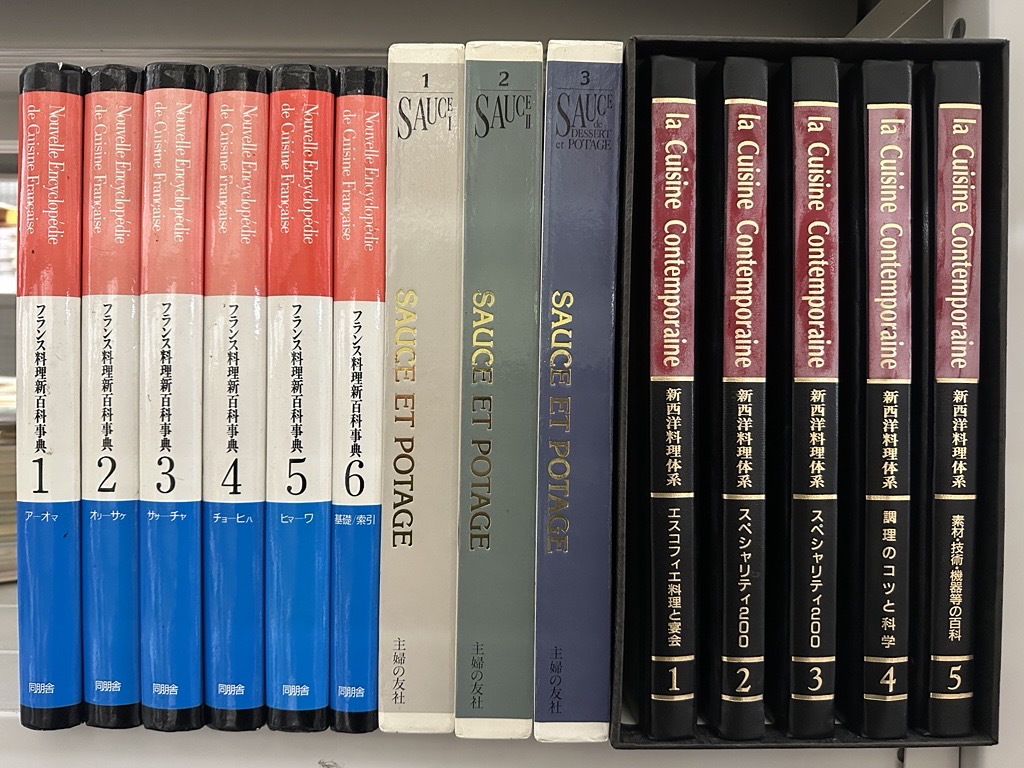 Nouvelle Encyclopédie
de Cuisine Française
フランス料理新百科事典
1
アーオマ
同朋舎
Nouvelle Encyclopédie
de Cuisine Française
フランス料理新百科事典
2
オリーサケ
同朋舎
Nouvelle Encyclopédie
de Cuisine Française
フランス料理新百科事典
3
ササーチャ
同朋舎
Nouvelle Encyclopédie
de Cuisine Française
フランス料理新百科事典
4
チョーヒハ
同朋舎
Nouvelle Encyclopédie
de Cuisine Française
フランス料理新百科事典
5
ヒマーワ
同朋舎
Nouvelle Encyclopédie
de Cuisine Française
フランス料理新百科事典
6
基礎/索引
同朋舎
1
SAUCE
I
SAUCE ET POTAGE
主婦の友社
2
SAUCE
II
SAUCE ET POTAGE
主婦の友社
3
SAUCE
de
DESSERT
et POTAGE
SAUCE ET POTAGE
主婦の友社
la Cuisine Contemporaine
新西洋料理体系
エスコフィエ料理と宴会
1
la Cuisine Contemporaine
新西洋料理体系
スペシャリティ200
2
la Cuisine Contemporaine
新西洋料理体系
スペシャリティ200
3
la Cuisine Contemporaine
新西洋料理体系
調理のコツと科学
4
la Cuisine Contemporaine
新西洋料理体系
素材・技術・機器等の百科
5